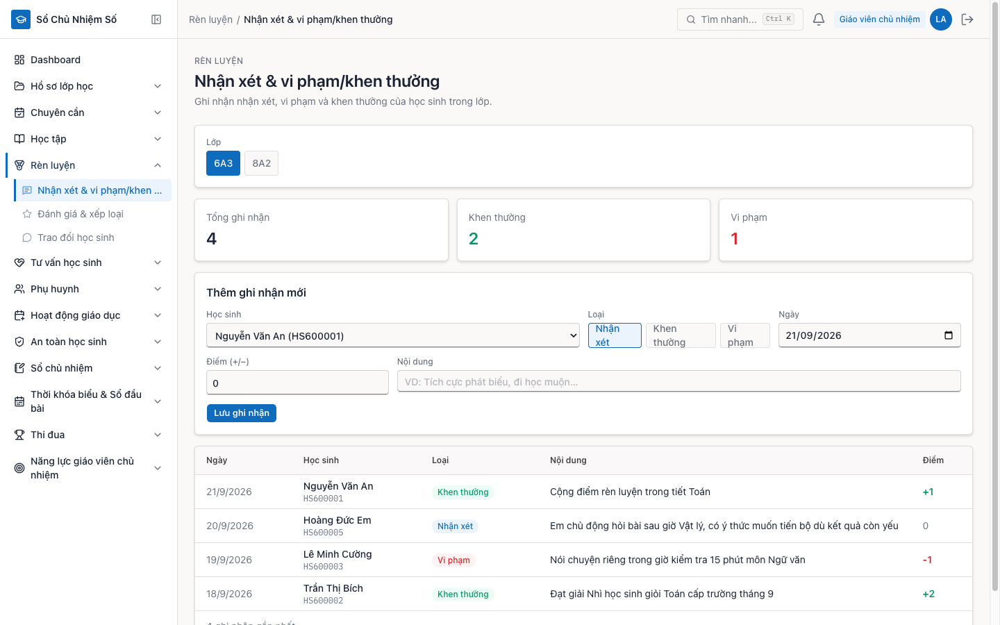 Sổ Chủ Nhiệm Số
Rèn luyện / Nhận xét & vi phạm/khen thưởng
Tìm nhanh... Ctrl K
Giáo viên chủ nhiệm
LA
Dashboard
Hồ sơ lớp học
Chuyên cần
Học tập
Rèn luyện
Nhận xét & vi phạm/khen ...
Đánh giá & xếp loại
Trao đổi học sinh
Tư vấn học sinh
Phụ huynh
Hoạt động giáo dục
An toàn học sinh
Sổ chủ nhiệm
Thời khóa biểu & Sổ đầu
bài
Thi đua
Năng lực giáo viên chủ
nhiệm
RÈN LUYỆN
Nhận xét & vi phạm/khen thưởng
Ghi nhận nhận xét, vi phạm và khen thưởng của học sinh trong lớp.
Lớp
6A3 8A2
Tổng ghi nhận
4
Khen thưởng
2
Vi phạm
1
Thêm ghi nhận mới
Học sinh
Nguyễn Văn An (HS600001)
Loại
Nhận
xét
Khen
thưởng
Vi
phạm
Ngày
21/09/2026
Điểm (+/−)
0
Nội dung
VD: Tích cực phát biểu, đi học muộn...
Lưu ghi nhận
Ngày Học sinh Loại Nội dung Điểm
21/9/2026 Nguyễn Văn An Khen thưởng Cộng điểm rèn luyện trong tiết Toán +1
HS600001
20/9/2026 Hoàng Đức Em Nhận xét Em chủ động hỏi bài sau giờ Vật lý, có ý thức muốn tiến bộ dù kết quả còn yếu 0
HS600005
19/9/2026 Lê Minh Cường Vi phạm Nói chuyện riêng trong giờ kiểm tra 15 phút môn Ngữ văn -1
HS600003
18/9/2026 Trần Thị Bích Khen thưởng Đạt giải Nhì học sinh giỏi Toán cấp trường tháng 9 +2
HS600002